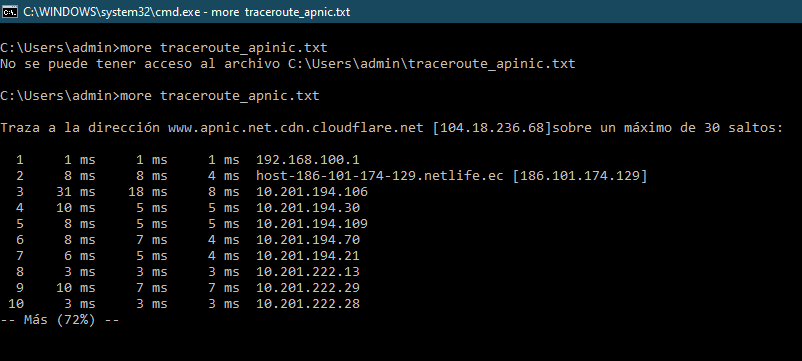 C:\WINDOWS\system32\cmd.exe - more traceroute_apnic.txt
C:\Users\admin>more traceroute_apinic.txt
No se puede tener acceso al archivo C:\Users\admin\traceroute_apinic.txt
C:\Users\admin>more traceroute_apnic.txt
Traza a la dirección www.apnic.net.cdn.cloudflare.net [104.18.236.68]sobre un máximo de 30 saltos:
1 1 ms 1 ms 1 ms 192.168.100.1
2 8 ms 8 ms 4 ms host-186-101-174-129.netlife.ec [186.101.174.129]
3 31 ms 18 ms 8 ms 10.201.194.106
4 10 ms 5 ms 5 ms 10.201.194.30
5 8 ms 5 ms 5 ms 10.201.194.109
6 8 ms 7 ms 4 ms 10.201.194.70
7 6 ms 5 ms 4 ms 10.201.194.21
8 3 ms 3 ms 3 ms 10.201.222.13
9 10 ms 7 ms 7 ms 10.201.222.29
10 3 ms 3 ms 3 ms 10.201.222.28
-- Más (72%) --